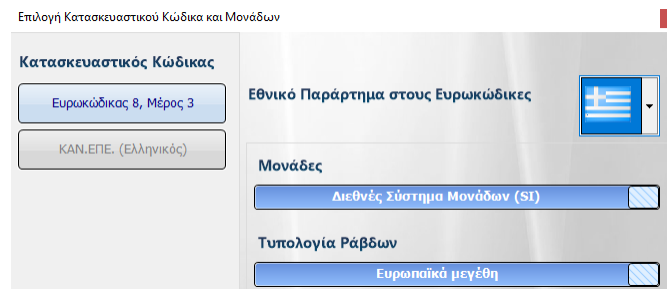 Επιλογή Κατασκευαστικού Κώδικα και Μονάδων
Κατασκευαστικός Κώδικας
Ευρωκώδικας 8, Μέρος 3
ΚΑΝ.ΕΠΕ. (Ελληνικός)
Εθνικό Παράρτημα στους Ευρωκώδικες
Μονάδες
Διεθνές Σύστημα Μονάδων (SI)
Τυπολογία Ράβδων
Ευρωπαϊκά μεγέθη